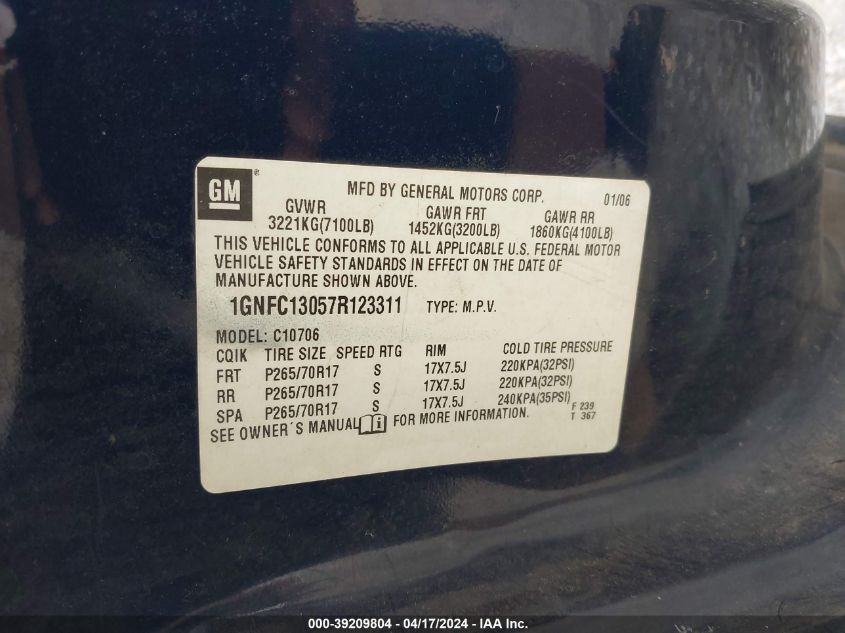 GM®
MFD BY GENERAL MOTORS CORP. 01/06
GVWR GAWR FRT GAWR RR
3221KG(7100LB) 1452KG(3200LB) 1860KG(4100LB)
THIS VEHICLE CONFORMS TO ALL APPLICABLE U.S. FEDERAL MOTOR
VEHICLE SAFETY STANDARDS IN EFFECT ON THE DATE OF
MANUFACTURE SHOWN ABOVE.
1GNFC13057R123311 TYPE: M.P.V.
MODEL: C10706
CQIK TIRE SIZE SPEED RTG RIM COLD TIRE PRESSURE
FRT P265/70R17 S 17X7.5J 220KPA(32PSI)
RR P265/70R17 S 17X7.5J 220KPA(32PSI)
SPA P265/70R17 S 17X7.5J 240KPA(35PSI)
SEE OWNER´S MANUAL FOR MORE INFORMATION. F 239
T 367
000-39209804 - 04/17/2024 - IAA Inc.